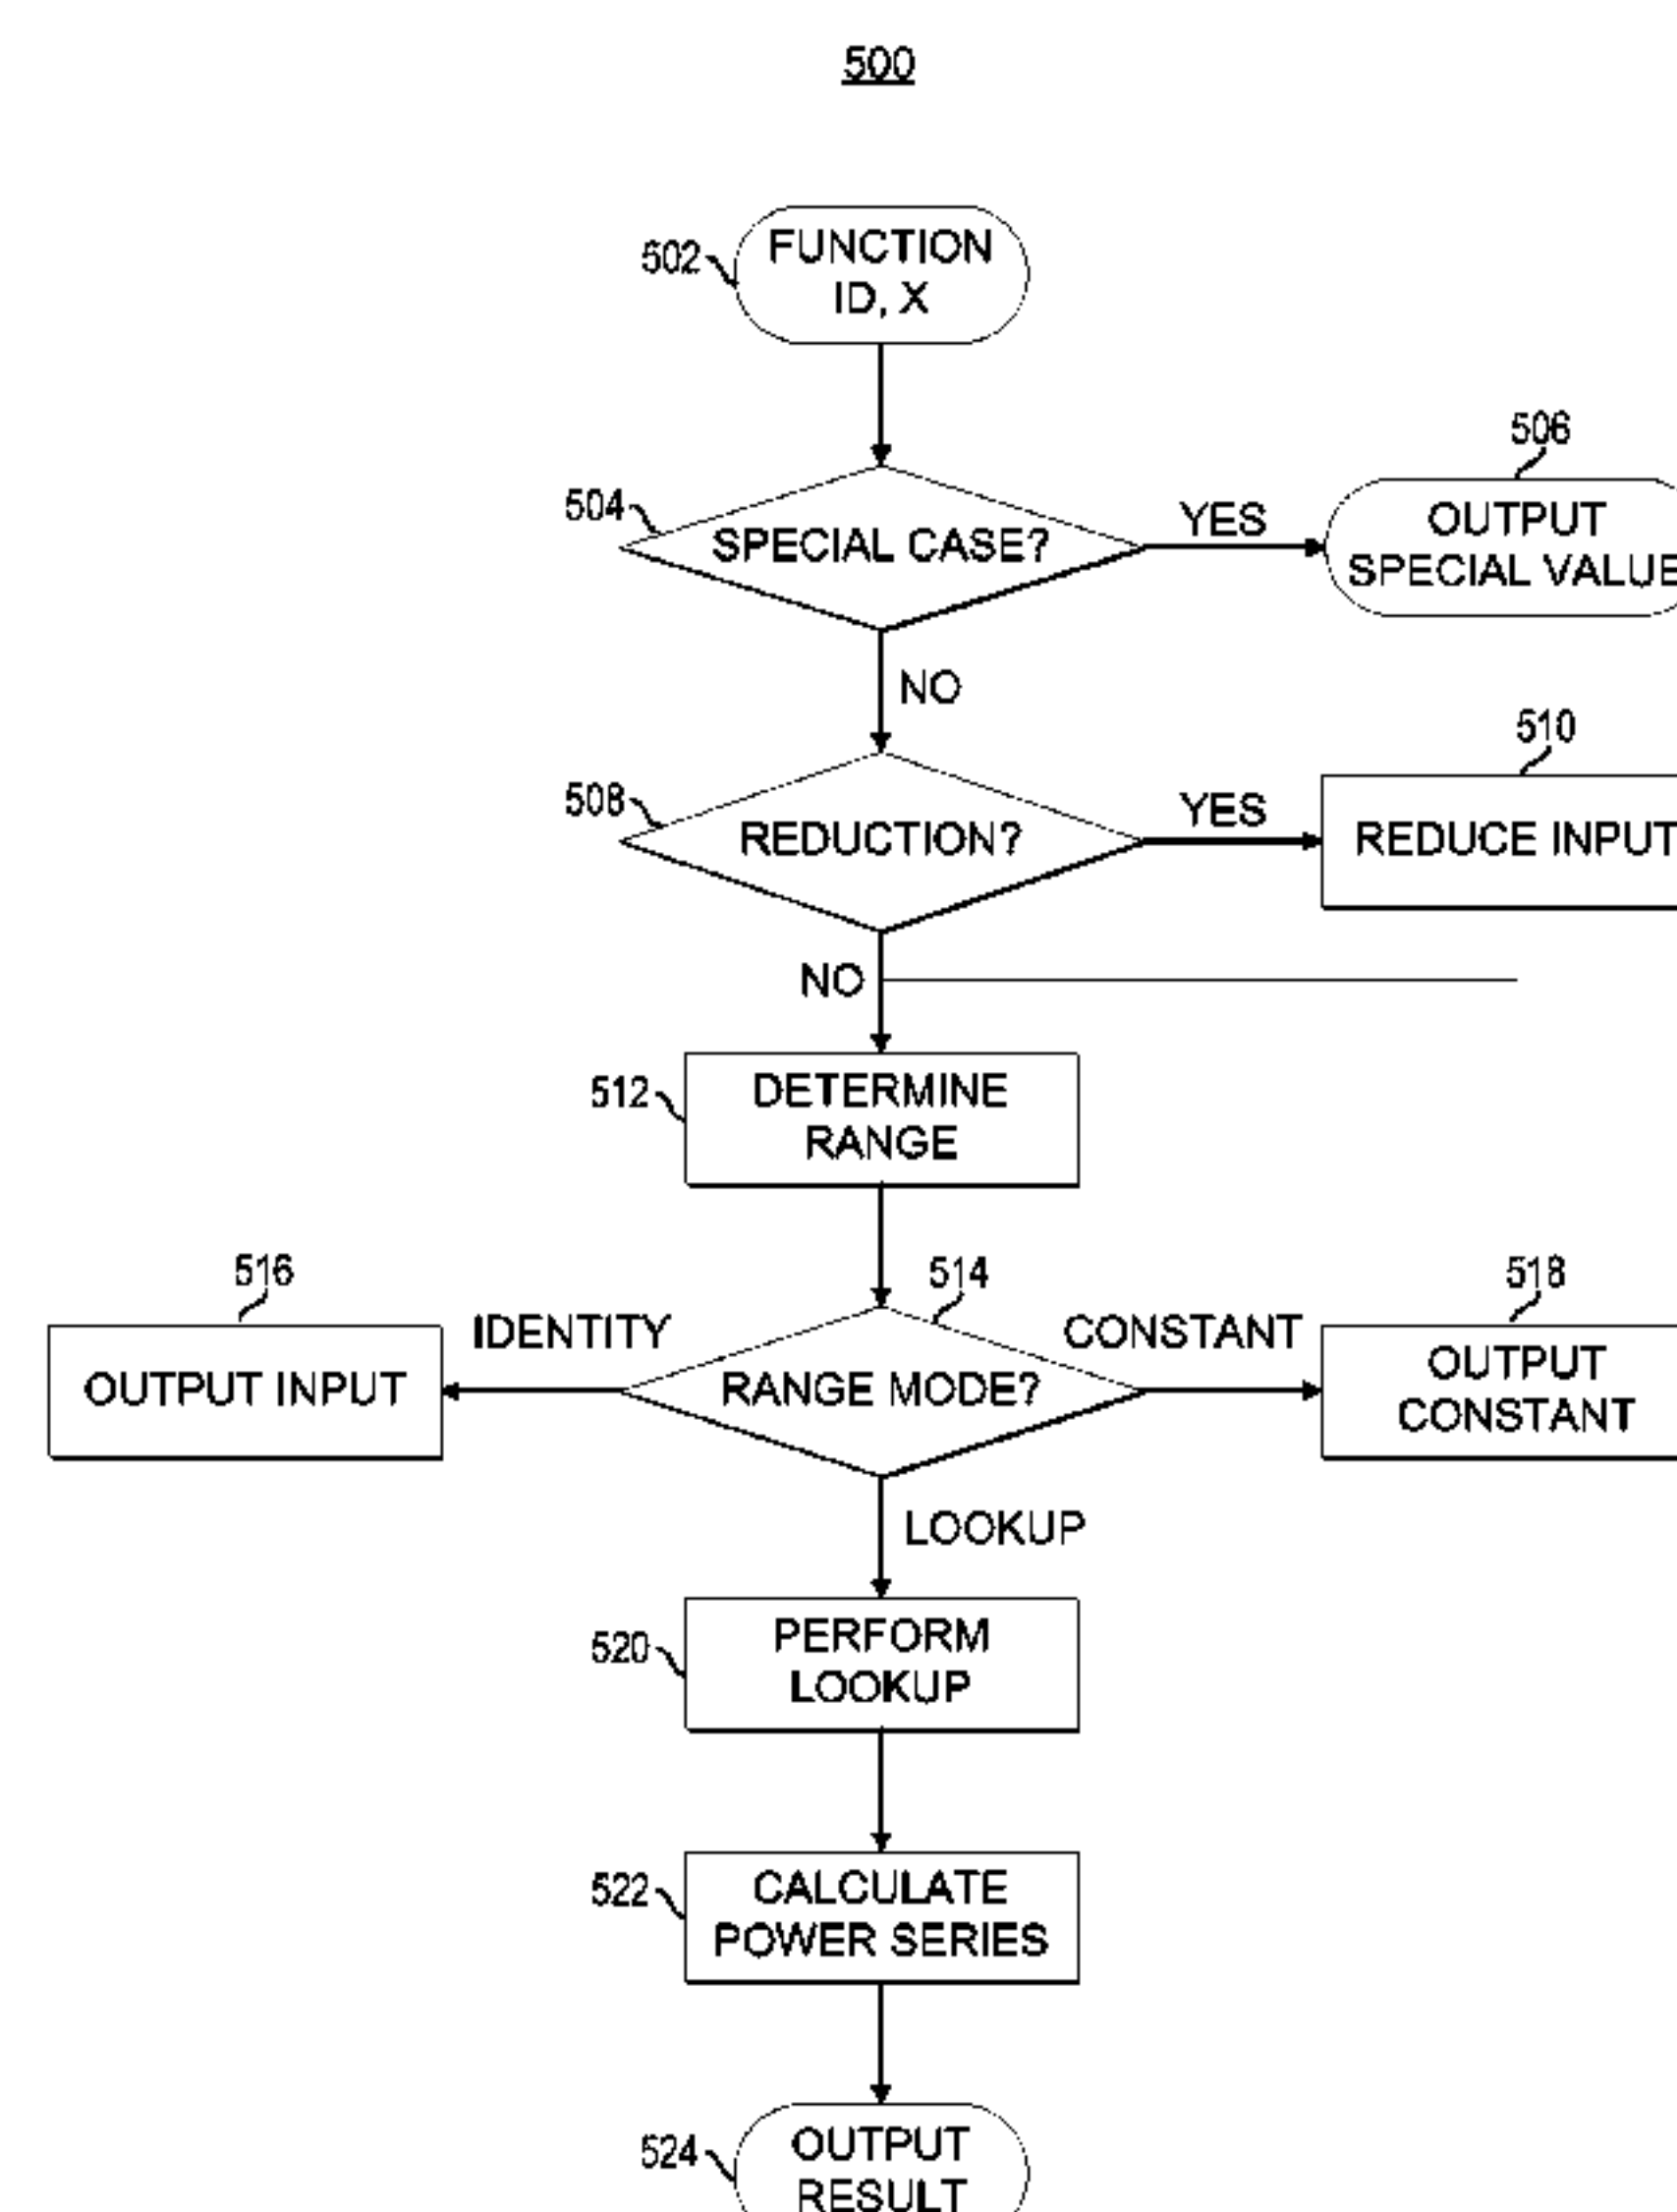 500
502
FUNCTION
ID, X
504
SPECIAL CASE?
YES
506
OUTPUT
SPECIAL VALUE
NO
508
REDUCTION?
YES
510
REDUCE INPUT
NO
512
DETERMINE
RANGE
516
OUTPUT INPUT
IDENTITY
514
RANGE MODE?
CONSTANT
518
OUTPUT
CONSTANT
LOOKUP
520
PERFORM
LOOKUP
522
CALCULATE
POWER SERIES
524
OUTPUT
RESULT